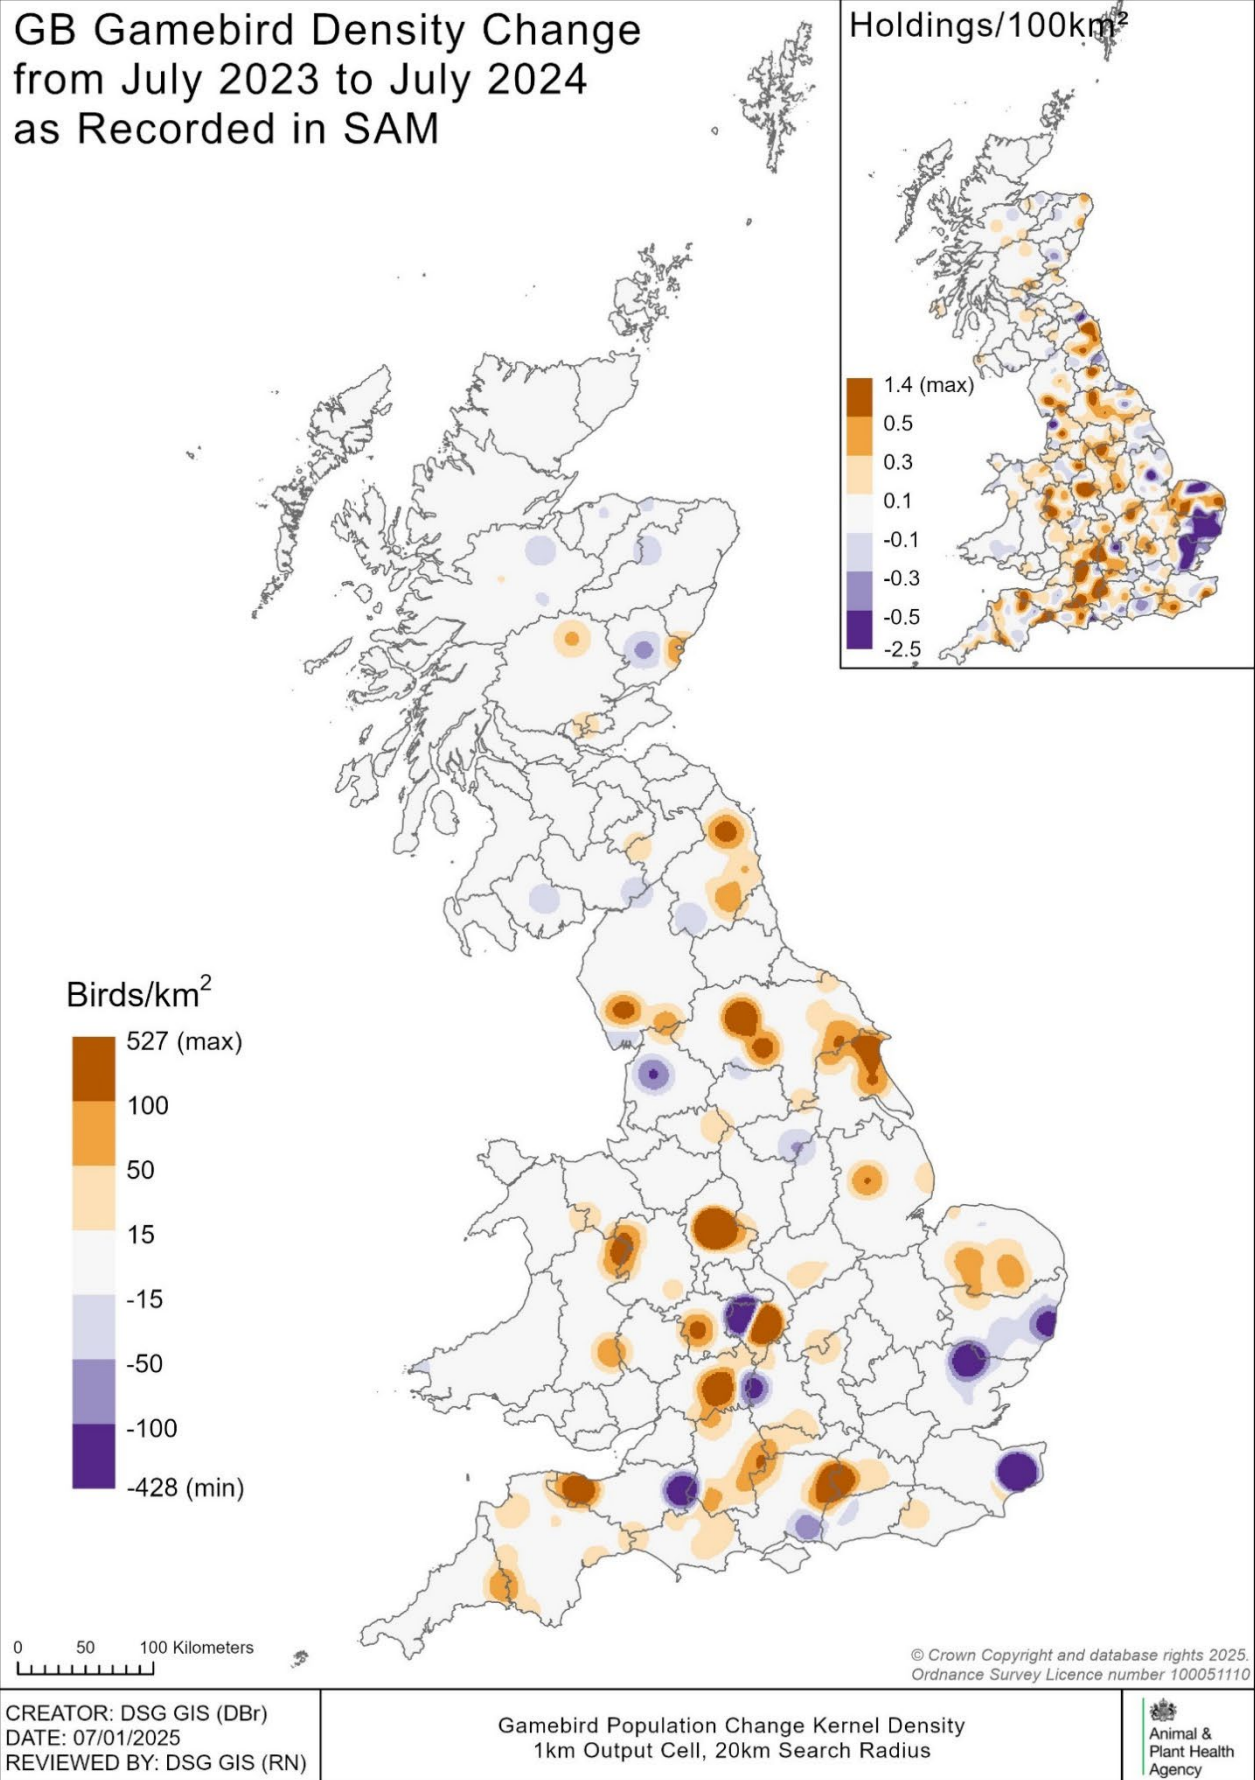 GB Gamebird Density Change
from July 2023 to July 2024
as Recorded in SAM
Holdings/100km²
1.4 (max)
0.5
0.3
0.1
-0.1
-0.3
-0.5
-2.5
Birds/km²
527 (max)
100
50
15
-15
-50
-100
-428 (min)
0 50 100 Kilometers
© Crown Copyright and database rights 2025.
Ordnance Survey Licence number 100051110
CREATOR: DSG GIS (DBr)
DATE: 07/01/2025
REVIEWED BY: DSG GIS (RN)
Gamebird Population Change Kernel Density
1km Output Cell, 20km Search Radius
Animal &
Plant Health
Agency